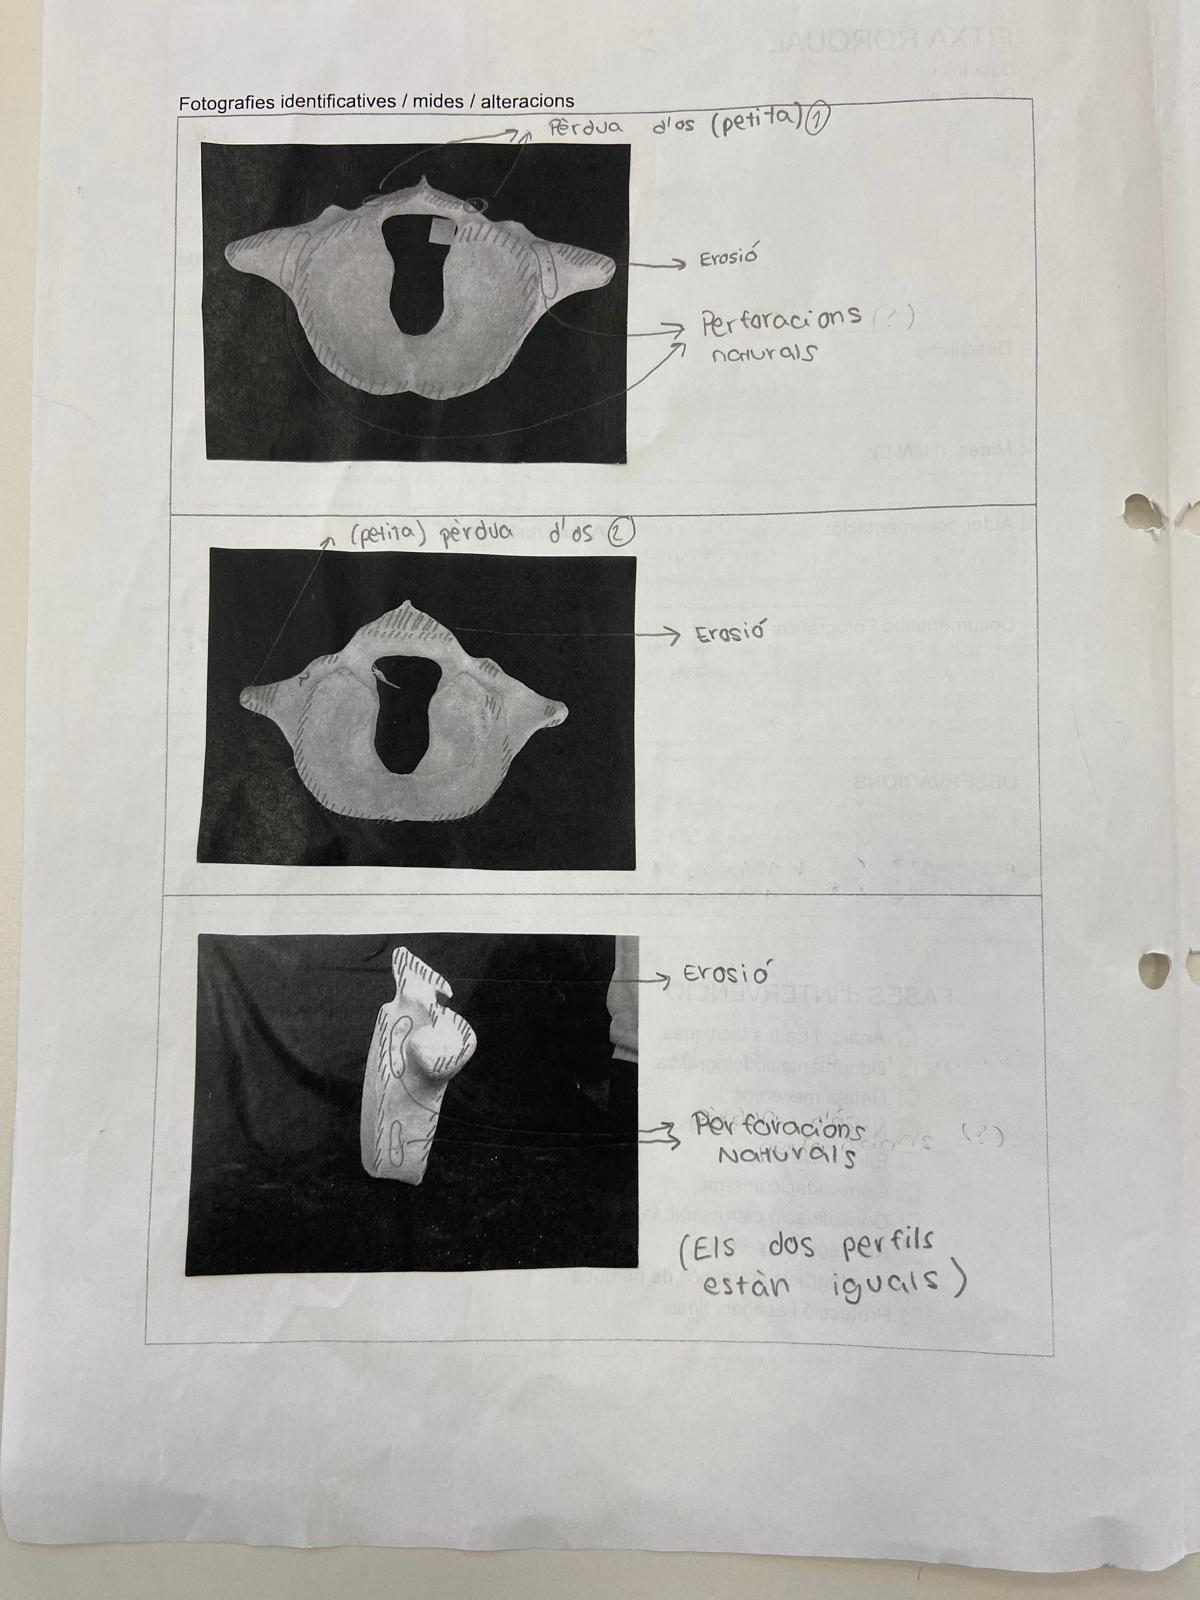 Fotografies identificatives / mides / alteracions
Pèrdua d'os (petita) ①
Erosió
Perforacions (?)
naturals
(petita) pèrdua d'os ②
Erosió
Erosió
Perforacións
Naturals
(Els dos perfils
estàn iguals)